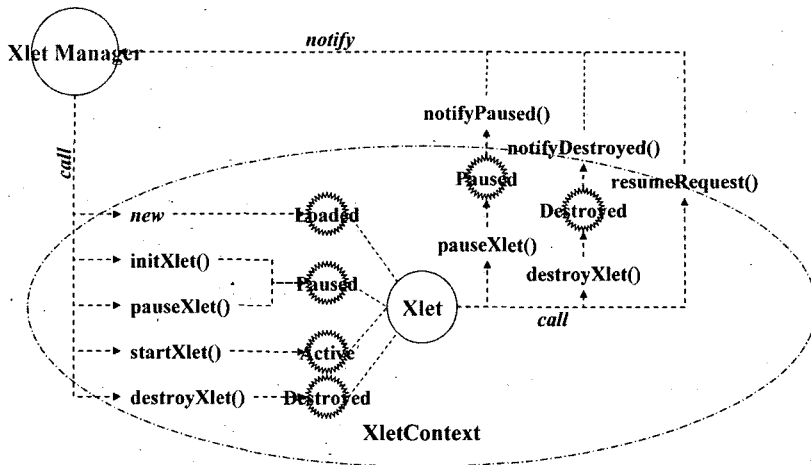 notify
Xlet Manager
notifyPaused()
call
notifyDestroyed()
Paused
resumeRequest()
new
Loaded
Destroyed
pauseXlet()
initXlet()
destroyXlet()
Paused
Xlet
pauseXlet()
call
startXlet()
Active
destroyXlet()
Destroyed
XletContext